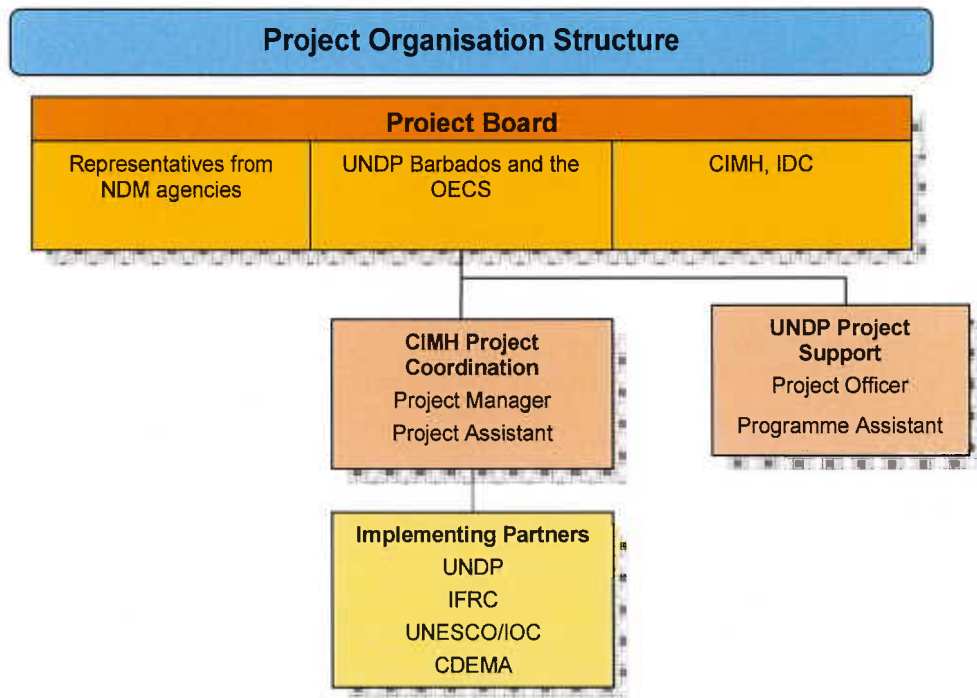 Project Organisation Structure
Project Board
Representatives from
NDM agencies
UNDP Barbados and the
OECS
CIMH, IDC
CIMH Project
Coordination
Project Manager
Project Assistant
UNDP Project
Support
Project Officer
Programme Assistant
Implementing Partners
UNDP
IFRC
UNESCO/IOC
CDEMA